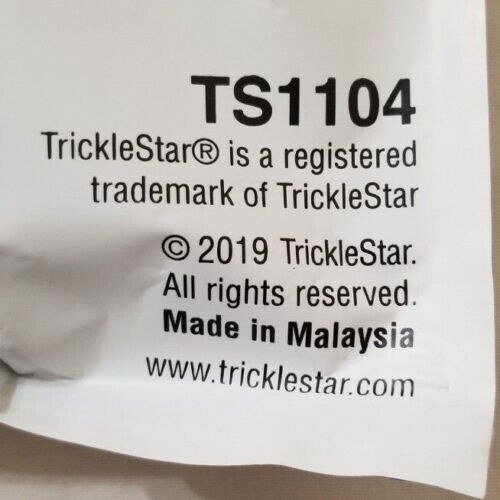 TS1104
TrickleStar® is a registered
trademark of TrickleStar
© 2019 TrickleStar.
All rights reserved.
Made in Malaysia
www.tricklestar.com